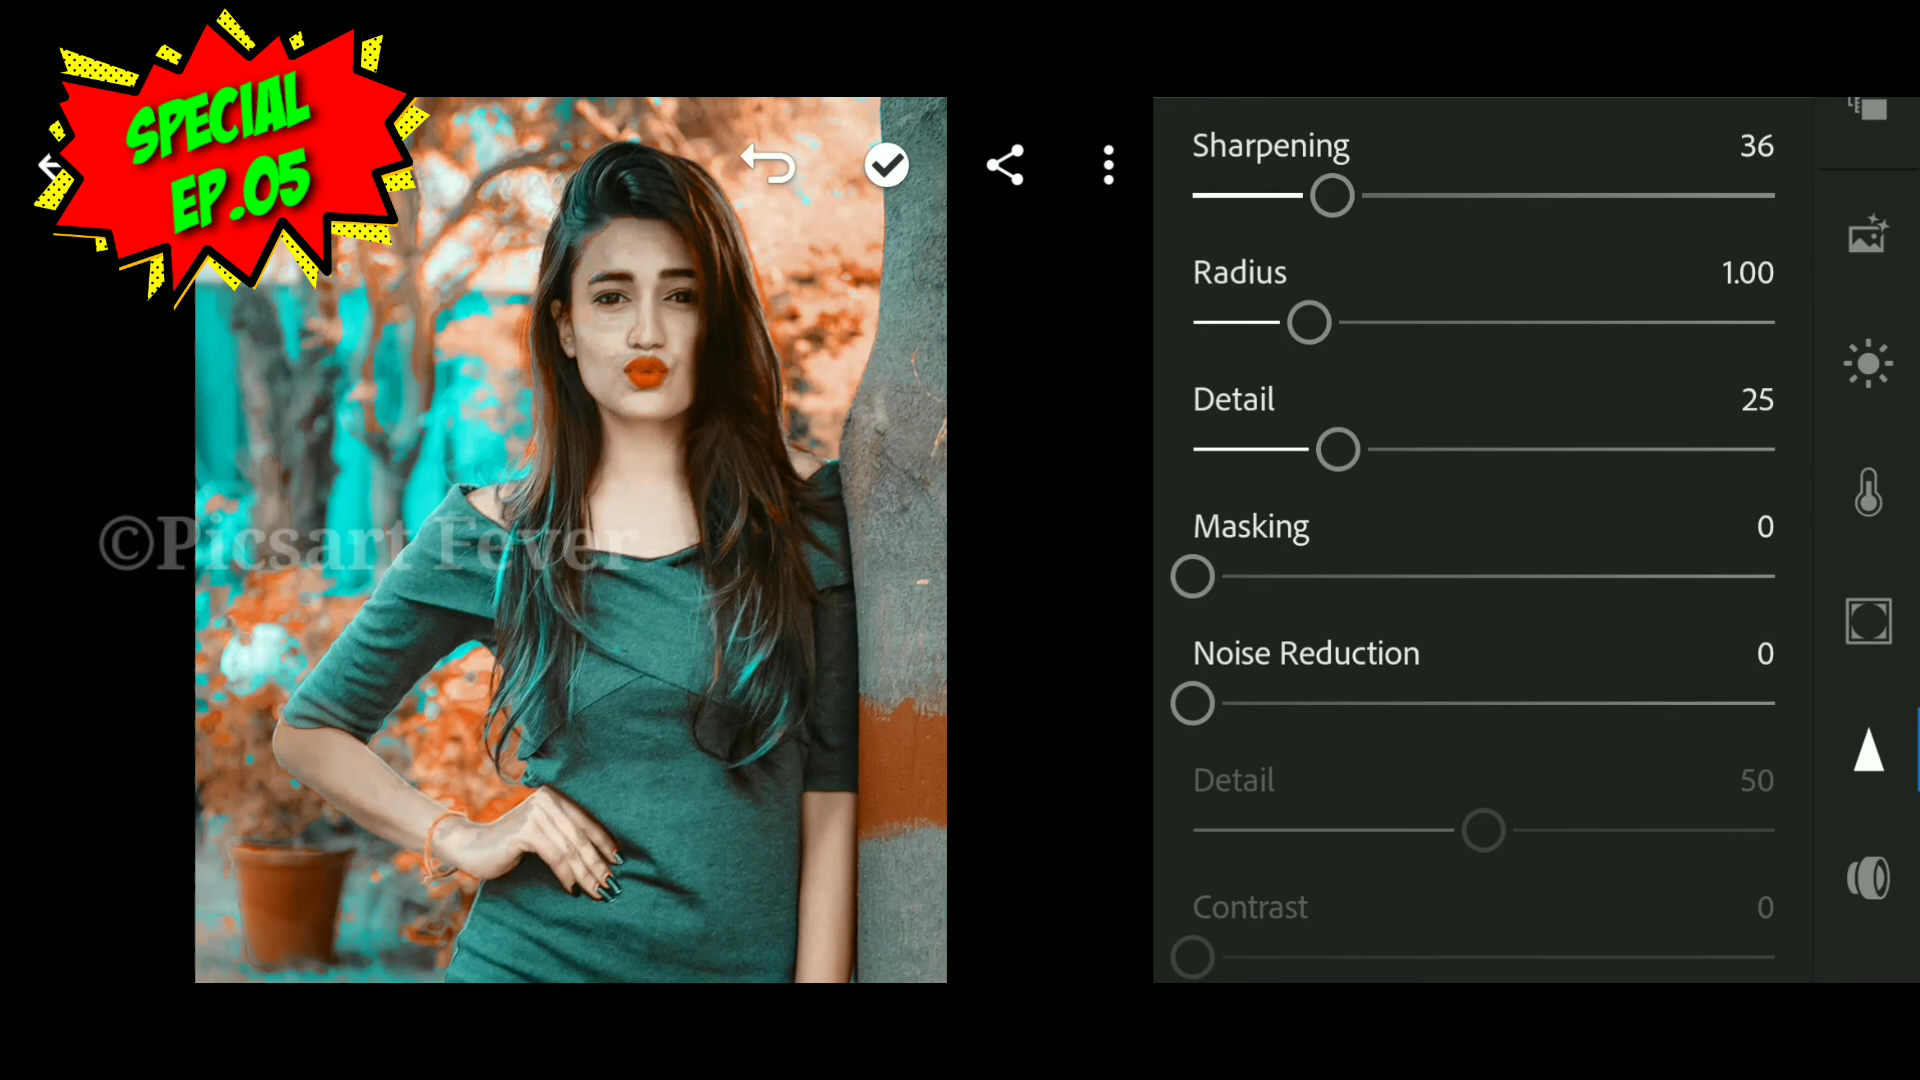 SPECIAL
EP.05
©Picsart Fever
Sharpening 36
Radius 1.00
Detail 25
Masking 0
Noise Reduction 0
Detail 50
Contrast 0